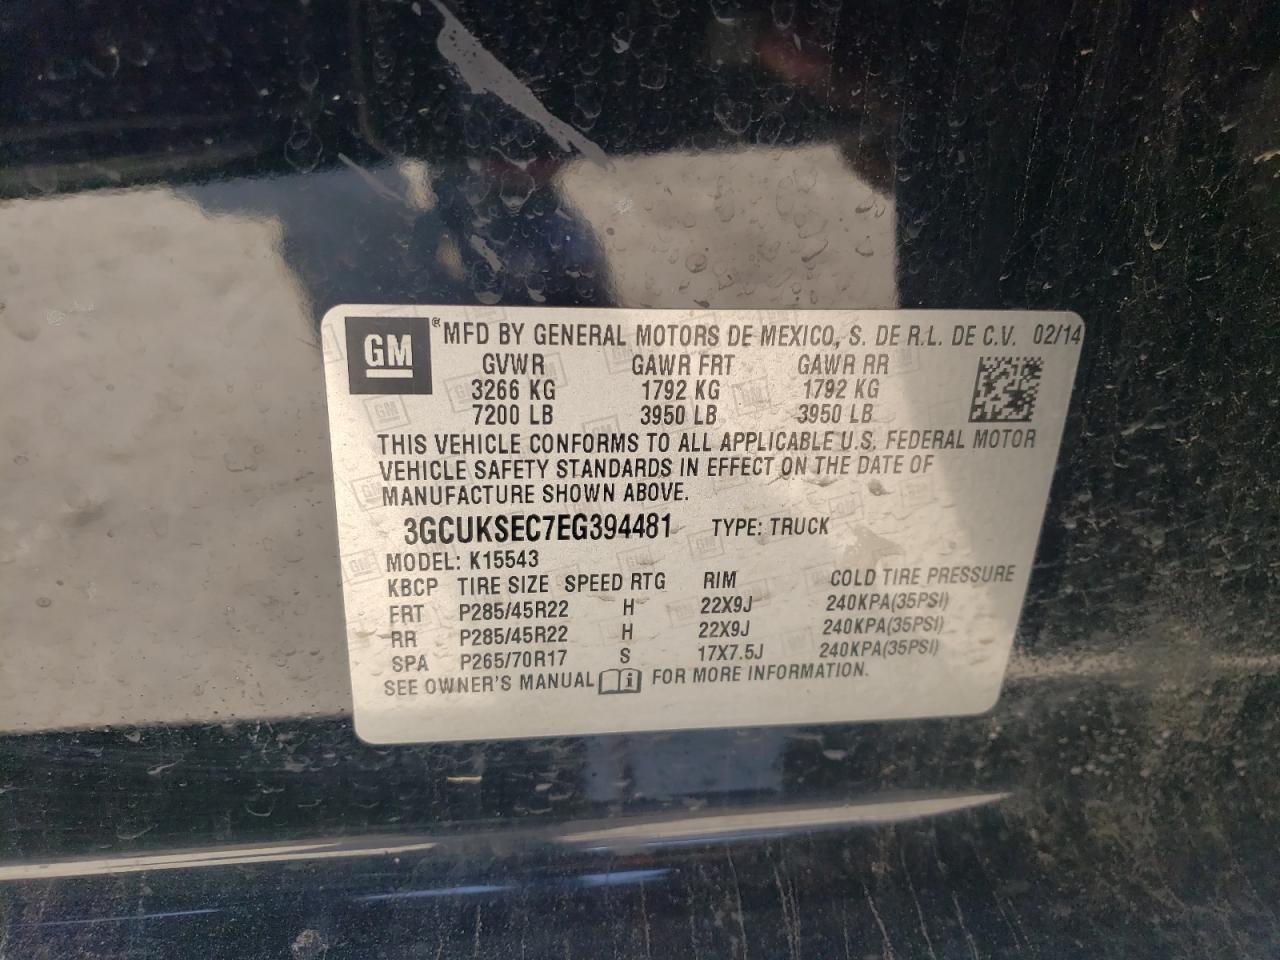 GM ® MFD BY GENERAL MOTORS DE MEXICO, S. DE R.L. DE C.V. 02/14
GVWR GAWR FRT GAWR RR
3266 KG 1792 KG 1792 KG
7200 LB 3950 LB 3950 LB
THIS VEHICLE CONFORMS TO ALL APPLICABLE U.S. FEDERAL MOTOR
VEHICLE SAFETY STANDARDS IN EFFECT ON THE DATE OF
MANUFACTURE SHOWN ABOVE.
3GCUKSEC7EG394481 TYPE: TRUCK
MODEL: K15543
KBCP TIRE SIZE SPEED RTG RIM COLD TIRE PRESSURE
FRT P285/45R22 H 22X9J 240KPA(35PSI)
RR P285/45R22 H 22X9J 240KPA(35PSI)
SPA P265/70R17 S 17X7.5J 240KPA(35PSI)
SEE OWNER'S MANUAL i FOR MORE INFORMATION.